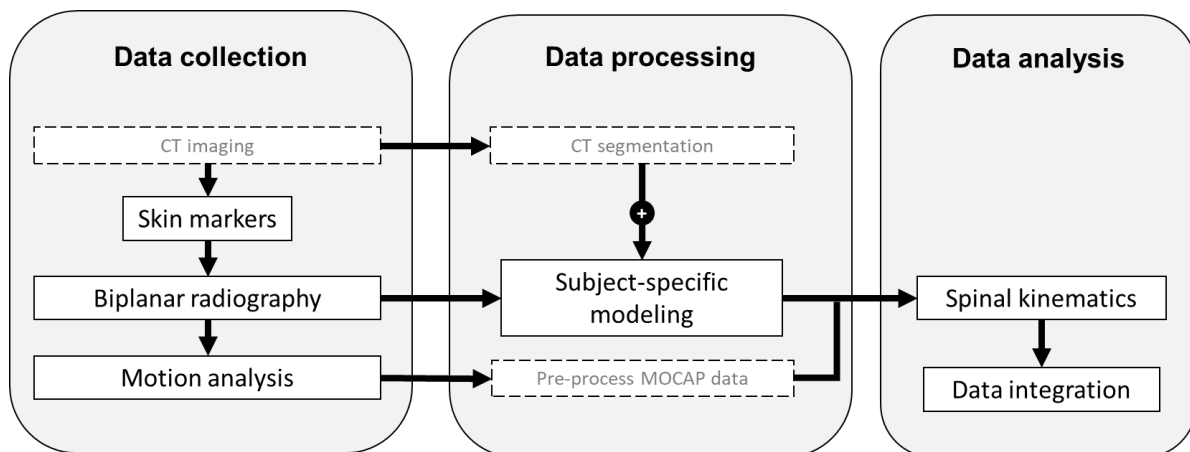 Data collection
CT imaging
Skin markers
Biplanar radiography
Motion analysis
Data processing
CT segmentation
+
Subject-specific
modeling
Pre-process MOCAP data
Data analysis
Spinal kinematics
Data integration